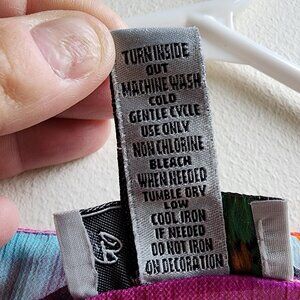 TURN INSIDE
OUT
MACHINE WASH
COLD
GENTLE CYCLE
USE ONLY
NON CHLORINE
BLEACH
WHEN NEEDED
TUMBLE DRY
LOW
COOL IRON
IF NEEDED
DO NOT IRON
ON DECORATION